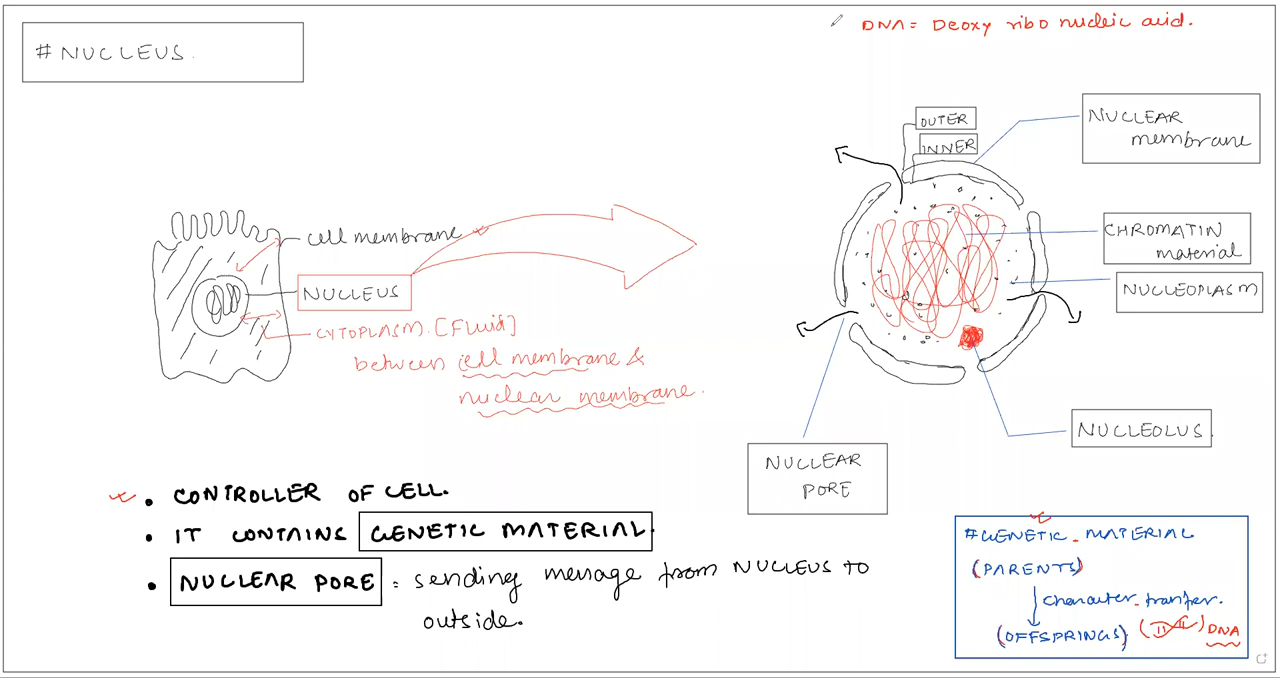 # NUCLEUS.
DNA = Deoxy ribo nucleic acid.
OUTER
INNER
NUCLEAR
membrane
CHROMATIN
material
NUCLEOPLASM
NUCLEOLUS.
NUCLEAR
PORE
cell membrane
NUCLEUS
CYTOPLASM. [Fluid]
between cell membrane &
nuclear membrane.
• CONTROLLER OF CELL.
• IT CONTAINS GENETIC MATERIAL.
• NUCLEAR PORE = sending message from NUCLEUS TO
outside.
# GENETIC - MATERIAL
(PARENTS)
character - tranfer.
(OFFSPRINGS) ( ) DNA